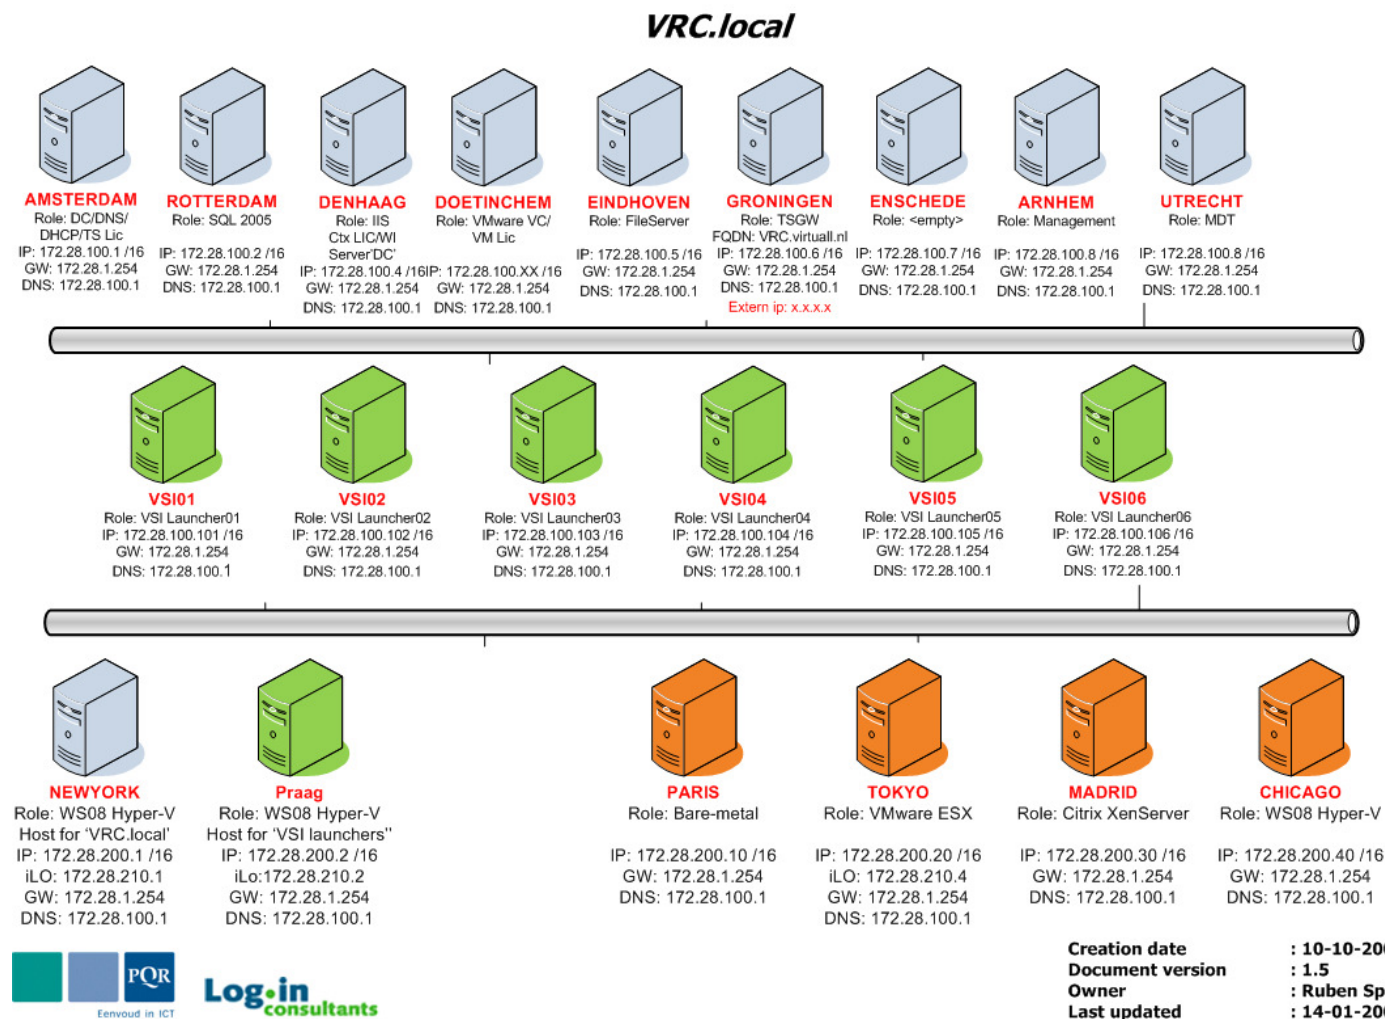 VRC.local
AMSTERDAM
Role: DC/DNS/
DHCP/TS Lic
IP: 172.28.100.1 /16
GW: 172.28.1.254
DNS: 172.28.100.1
ROTTERDAM
Role: SQL 2005
IP: 172.28.100.2 /16
GW: 172.28.1.254
DNS: 172.28.100.1
DENHAAG
Role: IIS
Ctx LIC/WI
Server'DC'
IP: 172.28.100.4 /16
GW: 172.28.1.254
DNS: 172.28.100.1
DOETINCHEM
Role: VMware VC/
VM Lic
IP: 172.28.100.XX /16
GW: 172.28.1.254
DNS: 172.28.100.1
EINDHOVEN
Role: FileServer
IP: 172.28.100.5 /16
GW: 172.28.1.254
DNS: 172.28.100.1
GRONINGEN
Role: TSGW
FQDN: VRC.virtuall.nl
IP: 172.28.100.6 /16
GW: 172.28.1.254
DNS: 172.28.100.1
Extern ip: x.x.x.x
ENSCHEDE
Role: <empty>
IP: 172.28.100.7 /16
GW: 172.28.1.254
DNS: 172.28.100.1
ARNHEM
Role: Management
IP: 172.28.100.8 /16
GW: 172.28.1.254
DNS: 172.28.100.1
UTRECHT
Role: MDT
IP: 172.28.100.8 /16
GW: 172.28.1.254
DNS: 172.28.100.1
VSI01
Role: VSI Launcher01
IP: 172.28.100.101 /16
GW: 172.28.1.254
DNS: 172.28.100.1
VSI02
Role: VSI Launcher02
IP: 172.28.100.102 /16
GW: 172.28.1.254
DNS: 172.28.100.1
VSI03
Role: VSI Launcher03
IP: 172.28.100.103 /16
GW: 172.28.1.254
DNS: 172.28.100.1
VSI04
Role: VSI Launcher04
IP: 172.28.100.104 /16
GW: 172.28.1.254
DNS: 172.28.100.1
VSI05
Role: VSI Launcher05
IP: 172.28.100.105 /16
GW: 172.28.1.254
DNS: 172.28.100.1
VSI06
Role: VSI Launcher06
IP: 172.28.100.106 /16
GW: 172.28.1.254
DNS: 172.28.100.1
NEWYORK
Role: WS08 Hyper-V
Host for 'VRC.local'
IP: 172.28.200.1 /16
iLO: 172.28.210.1
GW: 172.28.1.254
DNS: 172.28.100.1
Praag
Role: WS08 Hyper-V
Host for 'VSI launchers"
IP: 172.28.200.2 /16
iLo:172.28.210.2
GW: 172.28.1.254
DNS: 172.28.100.1
PARIS
Role: Bare-metal
IP: 172.28.200.10 /16
GW: 172.28.1.254
DNS: 172.28.100.1
TOKYO
Role: VMware ESX
IP: 172.28.200.20 /16
iLO: 172.28.210.4
GW: 172.28.1.254
DNS: 172.28.100.1
MADRID
Role: Citrix XenServer
IP: 172.28.200.30 /16
GW: 172.28.1.254
DNS: 172.28.100.1
CHICAGO
Role: WS08 Hyper-V
IP: 172.28.200.40 /16
GW: 172.28.1.254
DNS: 172.28.100.1
PQR
Eenvoud in ICT
Log•in
consultants
Creation date : 10-10-200
Document version : 1.5
Owner : Ruben Sp
Last updated : 14-01-200